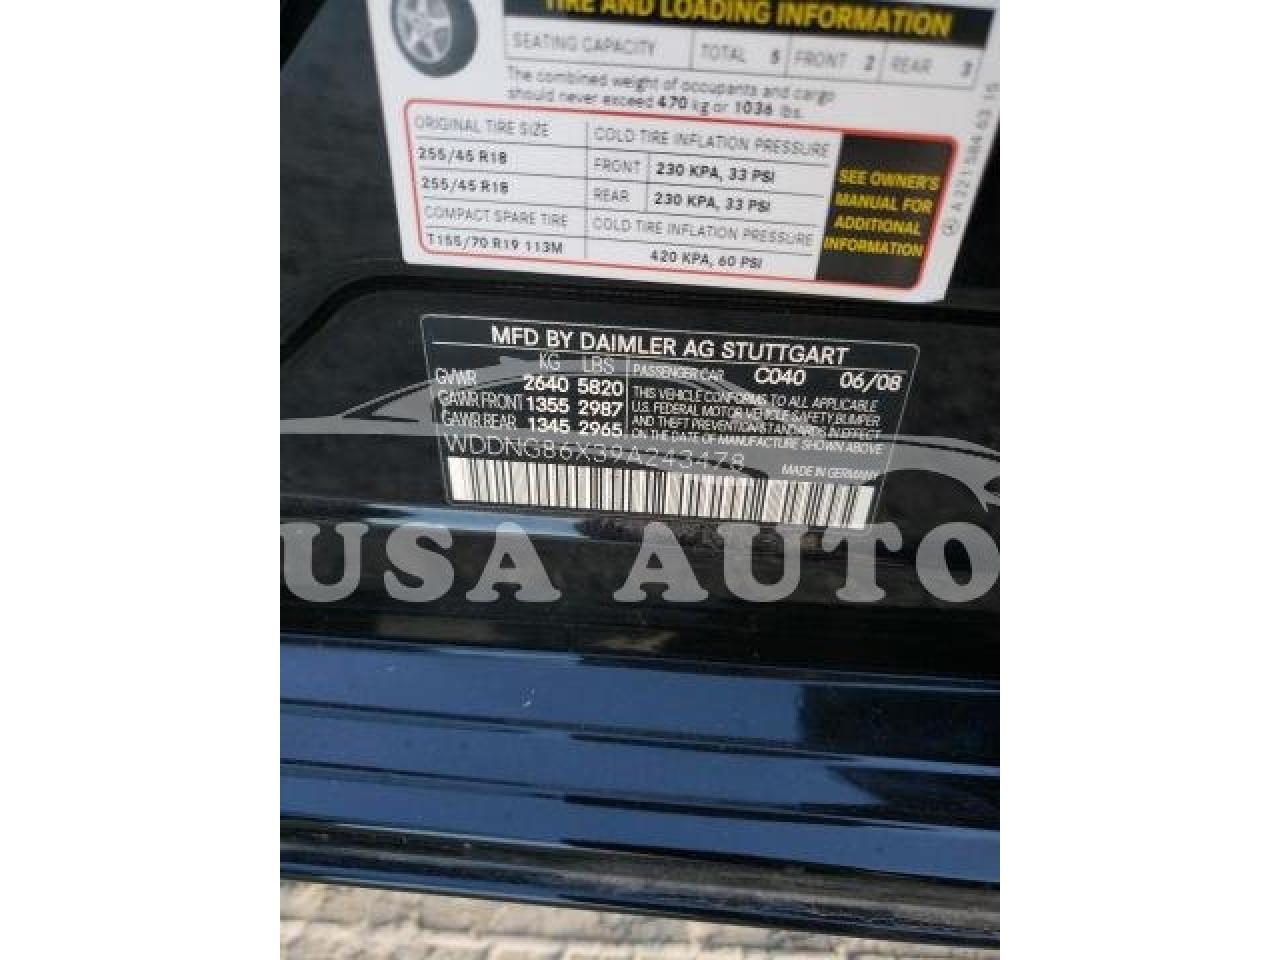 TIRE AND LOADING INFORMATION
SEATING CAPACITY TOTAL 5 FRONT 2 REAR 3
The combined weight of occupants and cargo
should never exceed 470 kg or 1036 lbs.
ORIGINAL TIRE SIZE COLD TIRE INFLATION PRESSURE
255/45 R18 FRONT 230 KPA, 33 PSI
255/45 R18 REAR 230 KPA, 33 PSI
COMPACT SPARE TIRE COLD TIRE INFLATION PRESSURE
T155/70 R19 113M 420 KPA, 60 PSI
SEE OWNER'S
MANUAL FOR
ADDITIONAL
INFORMATION
A 221 584 63 15
MFD BY DAIMLER AG STUTTGART
KG LBS
GVWR 2640 5820
GAWR FRONT 1355 2987
GAWR REAR 1345 2965
PASSENGER CAR C040 06/08
THIS VEHICLE CONFORMS TO ALL APPLICABLE
U.S. FEDERAL MOTOR VEHICLE SAFETY, BUMPER
AND THEFT PREVENTION STANDARDS IN EFFECT
ON THE DATE OF MANUFACTURE SHOWN ABOVE
WDDNG86X39A243478
MADE IN GERMANY
USA AUTO